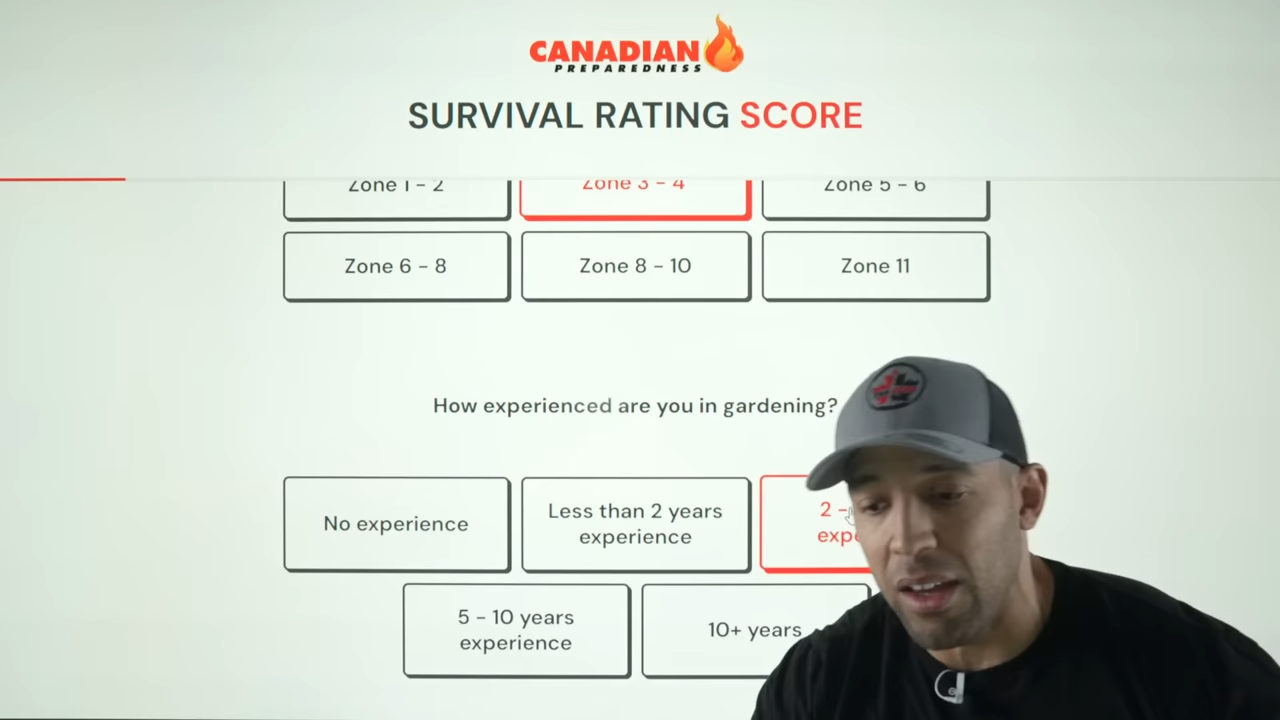 CANADIAN
PREPAREDNESS
SURVIVAL RATING SCORE
Zone 1 - 2
Zone 3 - 4
Zone 5 - 6
Zone 6 - 8
Zone 8 - 10
Zone 11
How experienced are you in gardening?
No experience
Less than 2 years
experience
2 -
5 - 10 years
experience
10+ years